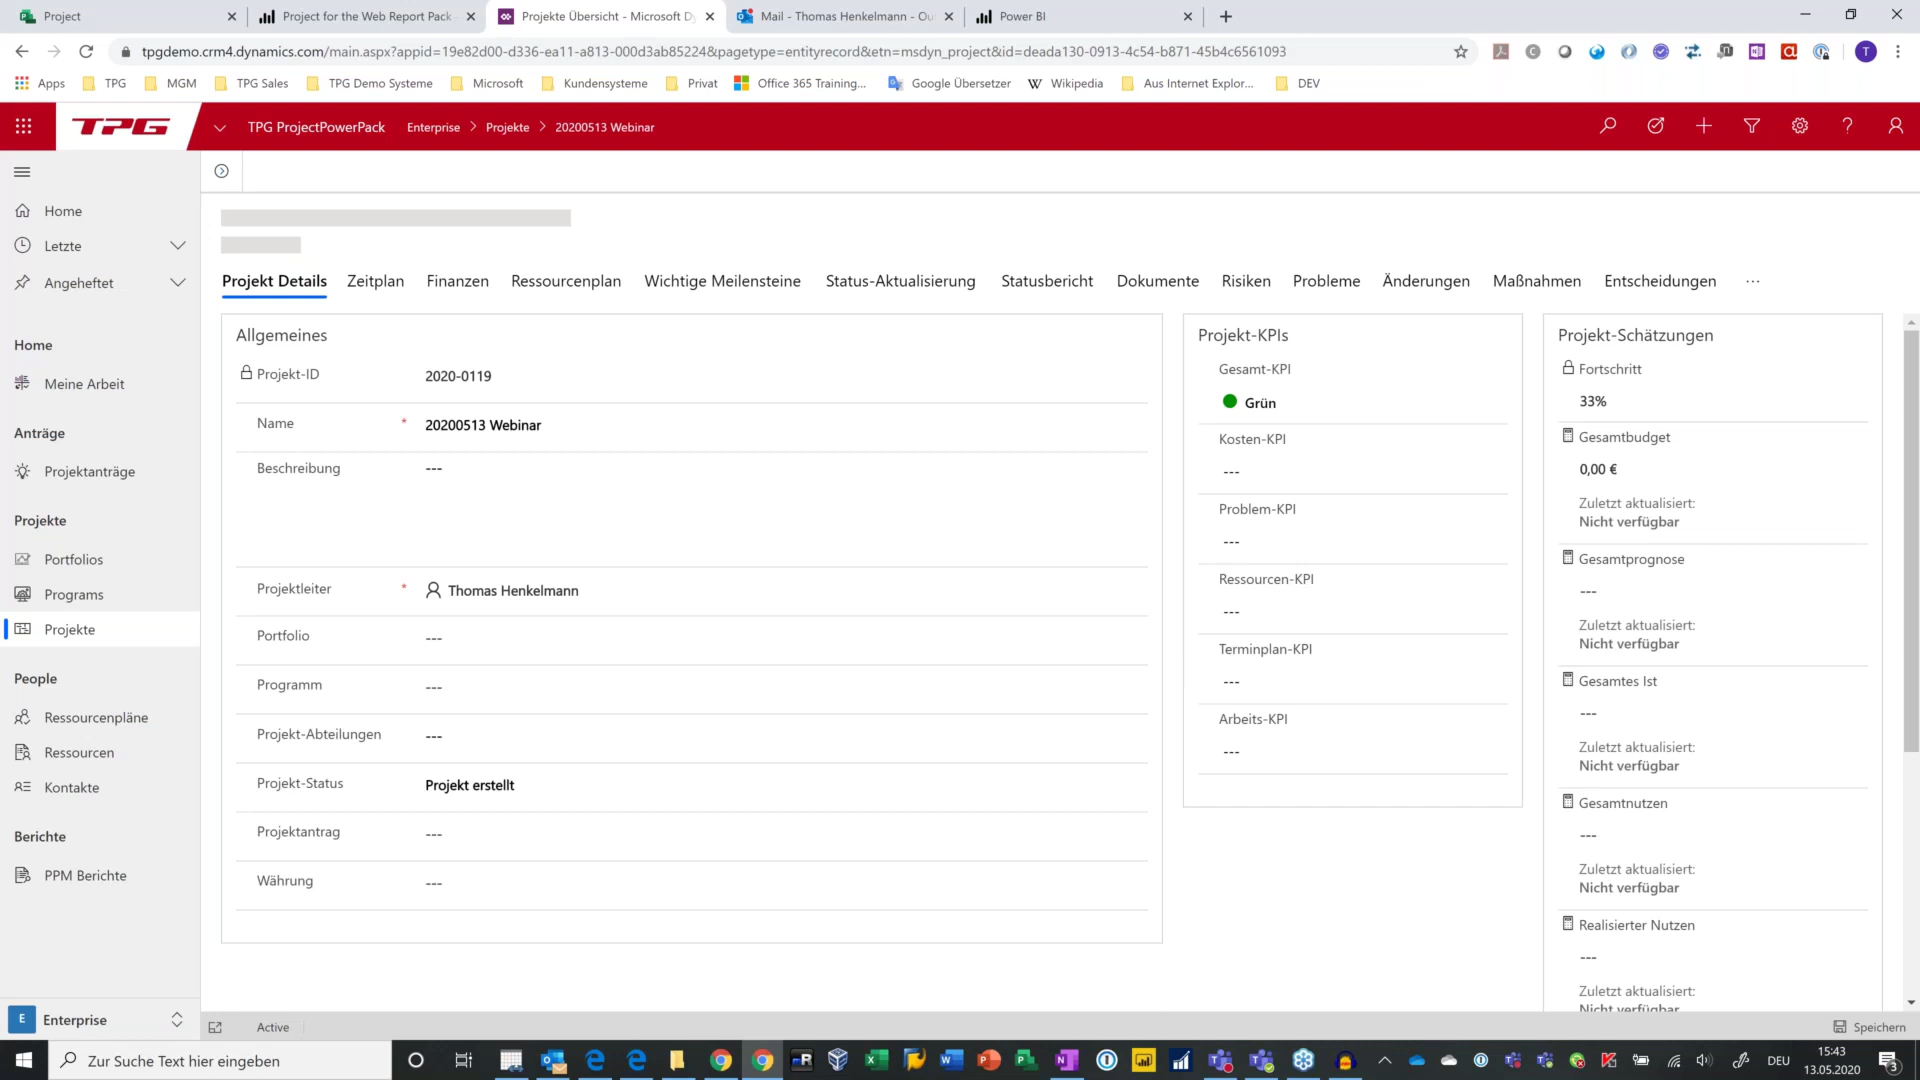 Project
Project for the Web Report Pack -
Projekte Übersicht - Microsoft Dy
Mail - Thomas Henkelmann - Ou
Power BI
tpgdemo.crm4.dynamics.com/main.aspx?appid=19e82d00-d336-ea11-a813-000d3ab85224&pagetype=entityrecord&etn=msdyn_project&id=deada130-0913-4c54-b871-45b4c6561093
T
Apps TPG MGM TPG Sales TPG Demo Systeme Microsoft Kundensysteme Privat Office 365 Training... Google Übersetzer Wikipedia Aus Internet Explor... DEV
TPG TPG ProjectPowerPack Enterprise > Projekte > 20200513 Webinar
Home
Letzte
Angeheftet
Home
Meine Arbeit
Anträge
Projektanträge
Projekte
Portfolios
Programs
Projekte
People
Ressourcenpläne
Ressourcen
Kontakte
Berichte
PPM Berichte
E Enterprise
Projekt Details Zeitplan Finanzen Ressourcenplan Wichtige Meilensteine Status-Aktualisierung Statusbericht Dokumente Risiken Probleme Änderungen Maßnahmen Entscheidungen ...
Allgemeines
Projekt-ID 2020-0119
Name * 20200513 Webinar
Beschreibung ---
Projektleiter * Thomas Henkelmann
Portfolio ---
Programm ---
Projekt-Abteilungen ---
Projekt-Status Projekt erstellt
Projektantrag ---
Währung ---
Projekt-KPIs
Gesamt-KPI
Grün
Kosten-KPI
---
Problem-KPI
---
Ressourcen-KPI
---
Terminplan-KPI
---
Arbeits-KPI
---
Projekt-Schätzungen
Fortschritt
33%
Gesamtbudget
0,00 €
Zuletzt aktualisiert:
Nicht verfügbar
Gesamtprognose
---
Zuletzt aktualisiert:
Nicht verfügbar
Gesamtes Ist
---
Zuletzt aktualisiert:
Nicht verfügbar
Gesamtnutzen
---
Zuletzt aktualisiert:
Nicht verfügbar
Realisierter Nutzen
---
Zuletzt aktualisiert:
Nicht verfügbar
Active
Speichern
Zur Suche Text hier eingeben
DEU
15:43
13.05.2020
3